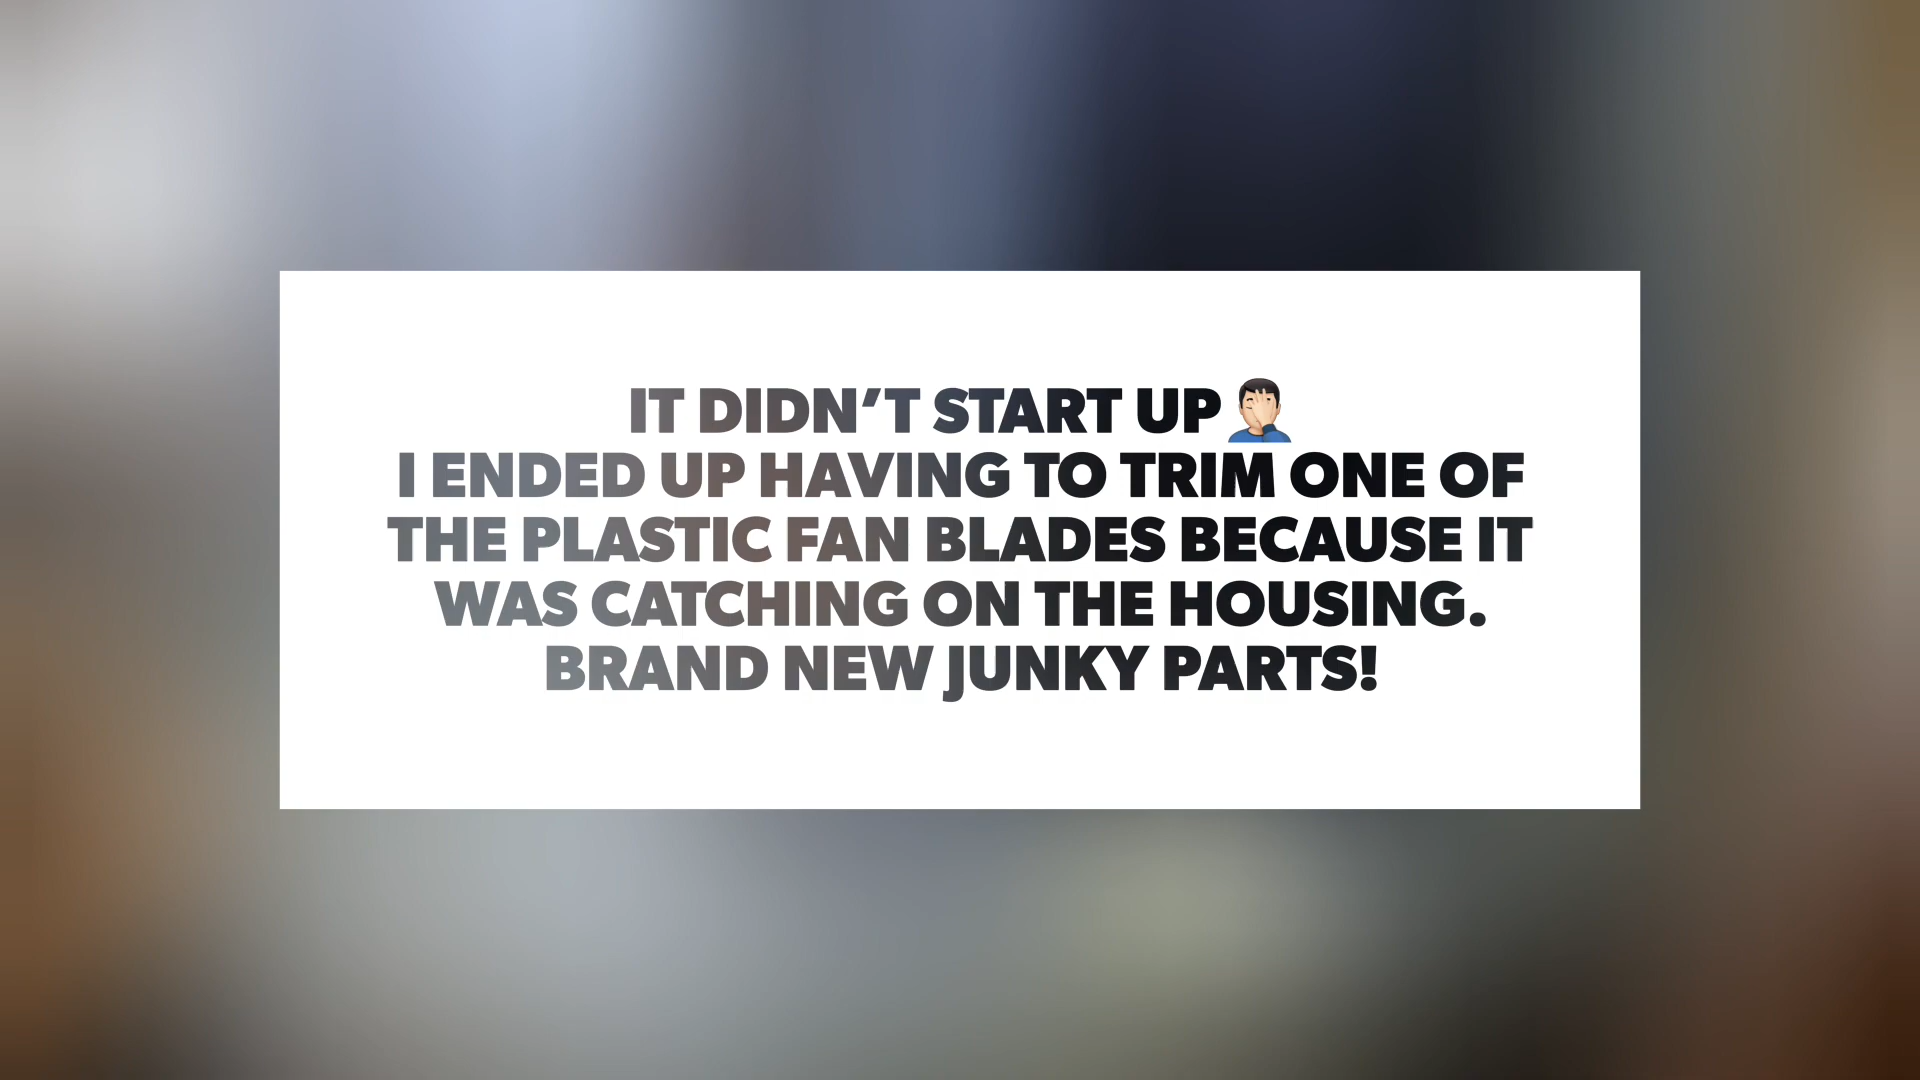 IT DIDN’T START UP🤦🏻‍♂️
I ENDED UP HAVING TO TRIM ONE OF
THE PLASTIC FAN BLADES BECAUSE IT
WAS CATCHING ON THE HOUSING.
BRAND NEW JUNKY PARTS!